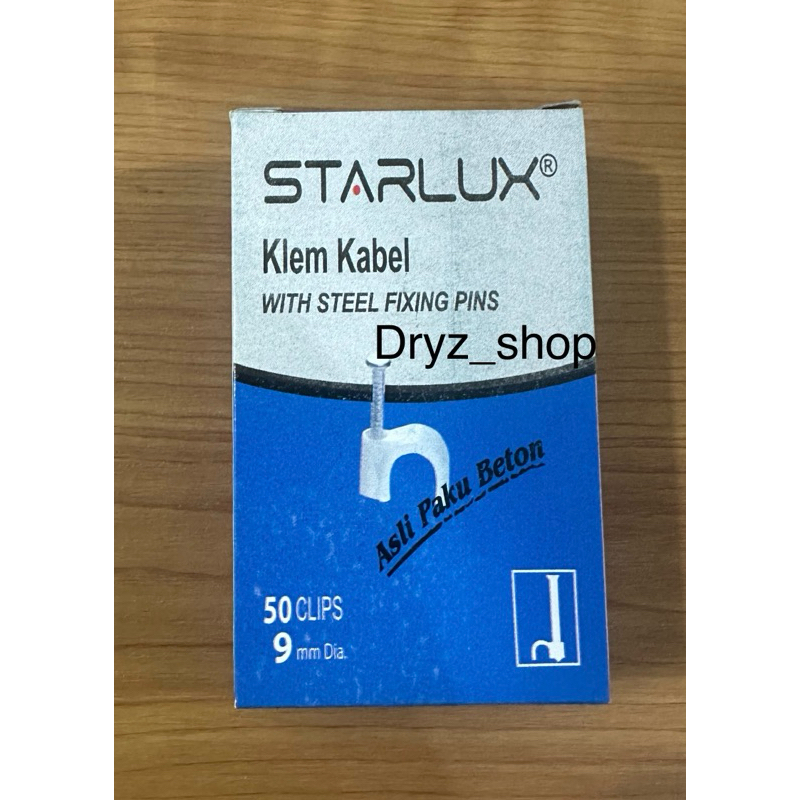 STARLUX®
Klem Kabel
WITH STEEL FIXING PINS
Dryz_shop
Asli Paku Beton
50 CLIPS
9 mm Dia.